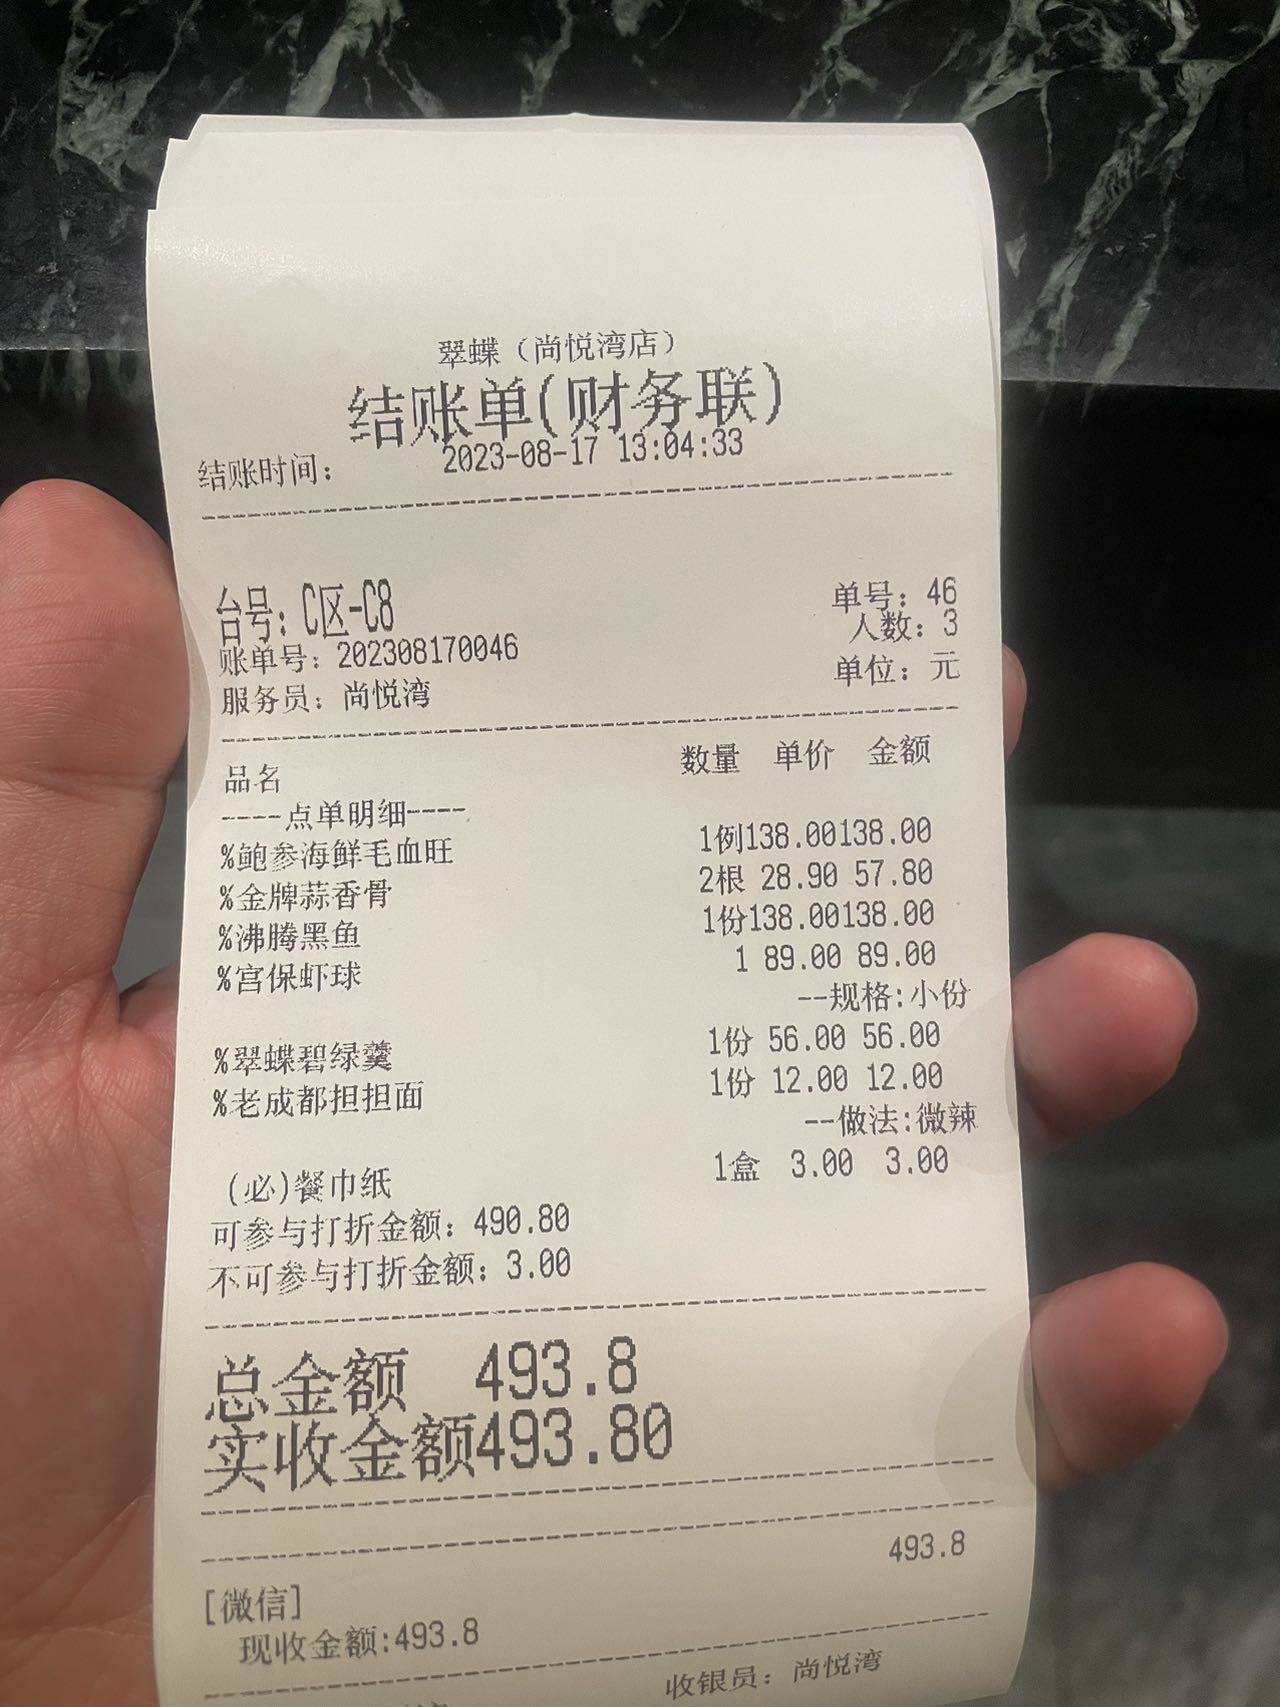 翠蝶（尚悦湾店）
结账单(财务联)
结账时间： 2023-08-17 13:04:33
台号：C区-C8 单号：46
人数：3
账单号：202308170046
服务员：尚悦湾 单位：元
品名 数量 单价 金额
----点单明细----
%鲍参海鲜毛血旺 1例138.00138.00
%金牌蒜香骨 2根 28.90 57.80
%沸腾黑鱼 1份138.00138.00
%宫保虾球 1 89.00 89.00
--规格:小份
%翠蝶碧绿羹 1份 56.00 56.00
%老成都担担面 1份 12.00 12.00
--做法:微辣
(必)餐巾纸 1盒 3.00 3.00
可参与打折金额：490.80
不可参与打折金额：3.00
总金额 493.8
实收金额493.80
493.8
[微信]
现收金额:493.8
收银员：尚悦湾